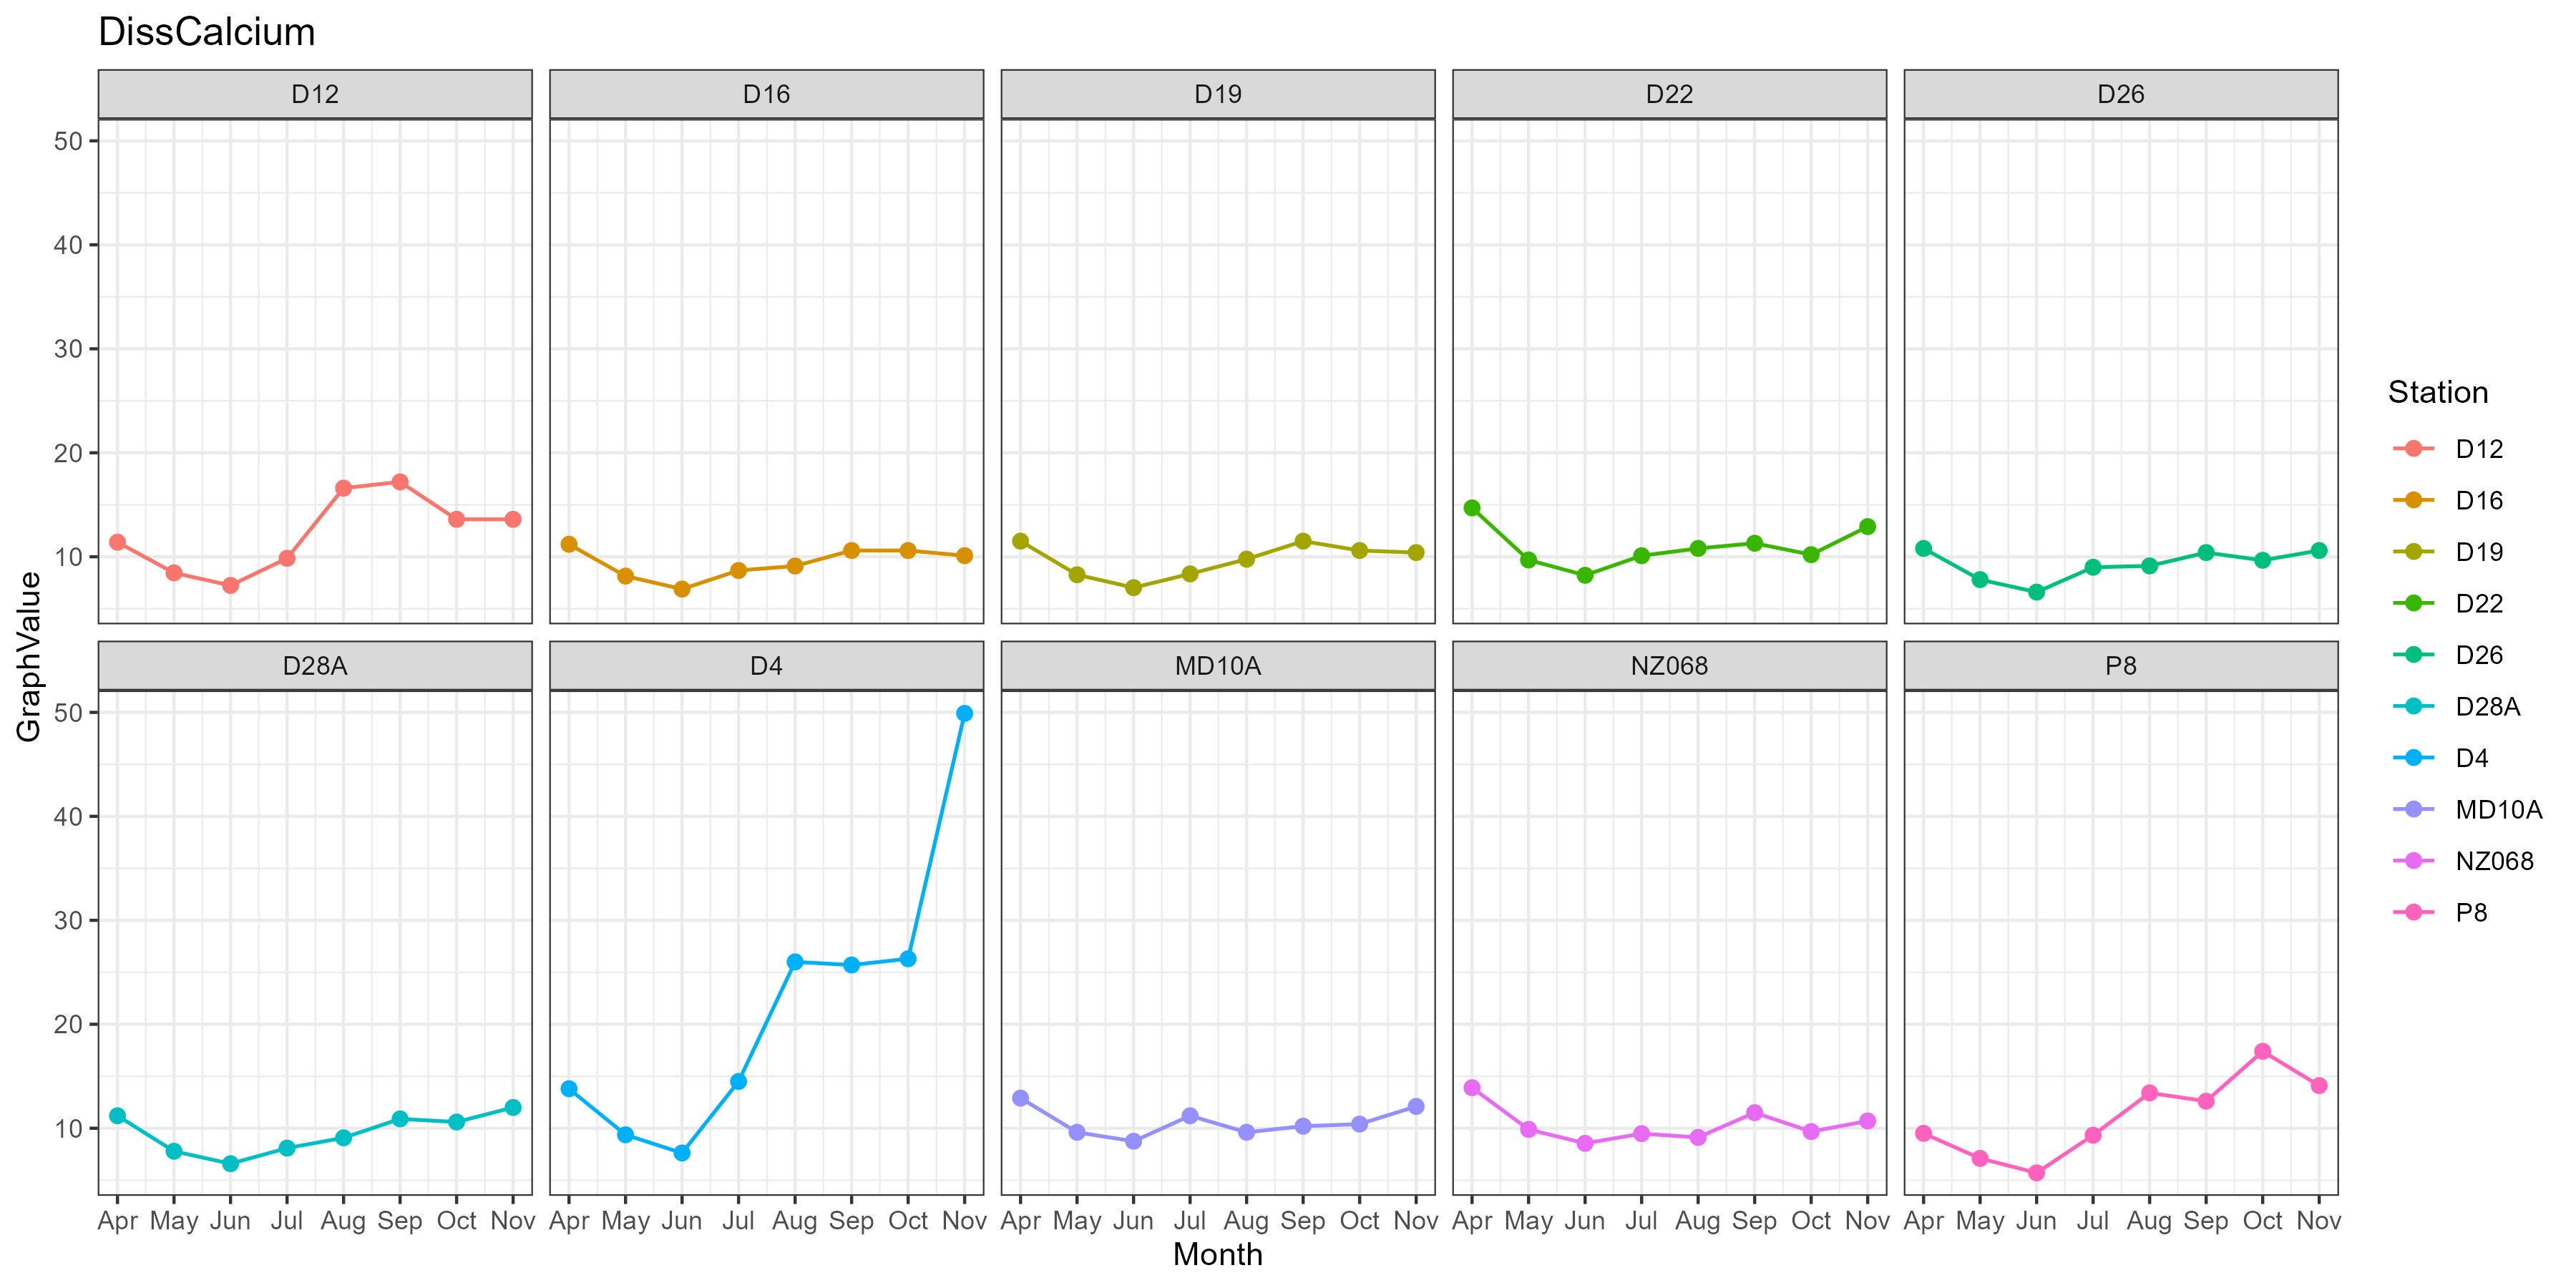 DissCalcium
D12 D16 D19 D22 D26
50
40
30
20
10
D28A D4 MD10A NZ068 P8
50
40
30
20
10
Apr May Jun Jul Aug Sep Oct Nov Apr May Jun Jul Aug Sep Oct Nov Apr May Jun Jul Aug Sep Oct Nov Apr May Jun Jul Aug Sep Oct Nov Apr May Jun Jul Aug Sep Oct Nov
Month
GraphValue
Station
D12
D16
D19
D22
D26
D28A
D4
MD10A
NZ068
P8